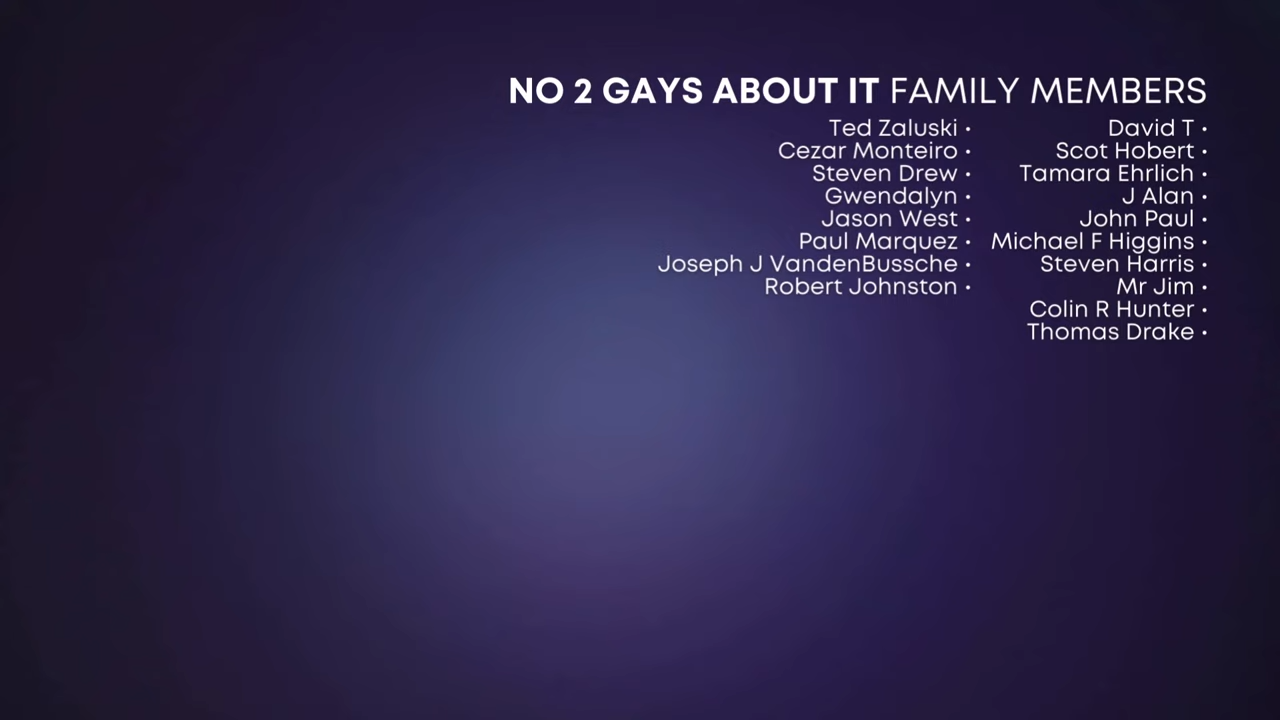 NO 2 GAYS ABOUT IT FAMILY MEMBERS
Ted Zaluski •
Cezar Monteiro •
Steven Drew •
Gwendalyn •
Jason West •
Paul Marquez •
Joseph J VandenBussche •
Robert Johnston •
David T •
Scot Hobert •
Tamara Ehrlich •
J Alan •
John Paul •
Michael F Higgins •
Steven Harris •
Mr Jim •
Colin R Hunter •
Thomas Drake •